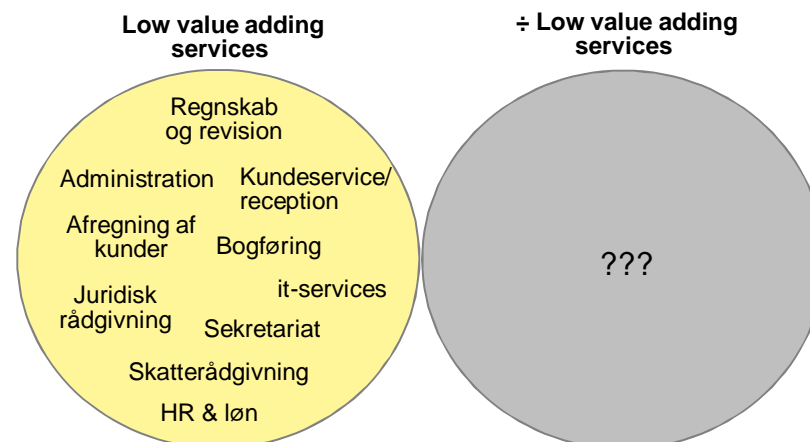 Low value adding
services
÷ Low value adding
services
Regnskab
og revision
Administration
Kundeservice/
reception
Afregning af
kunder
Bogføring
it-services
Juridisk
rådgivning
Sekretariat
Skatterådgivning
HR & løn
???